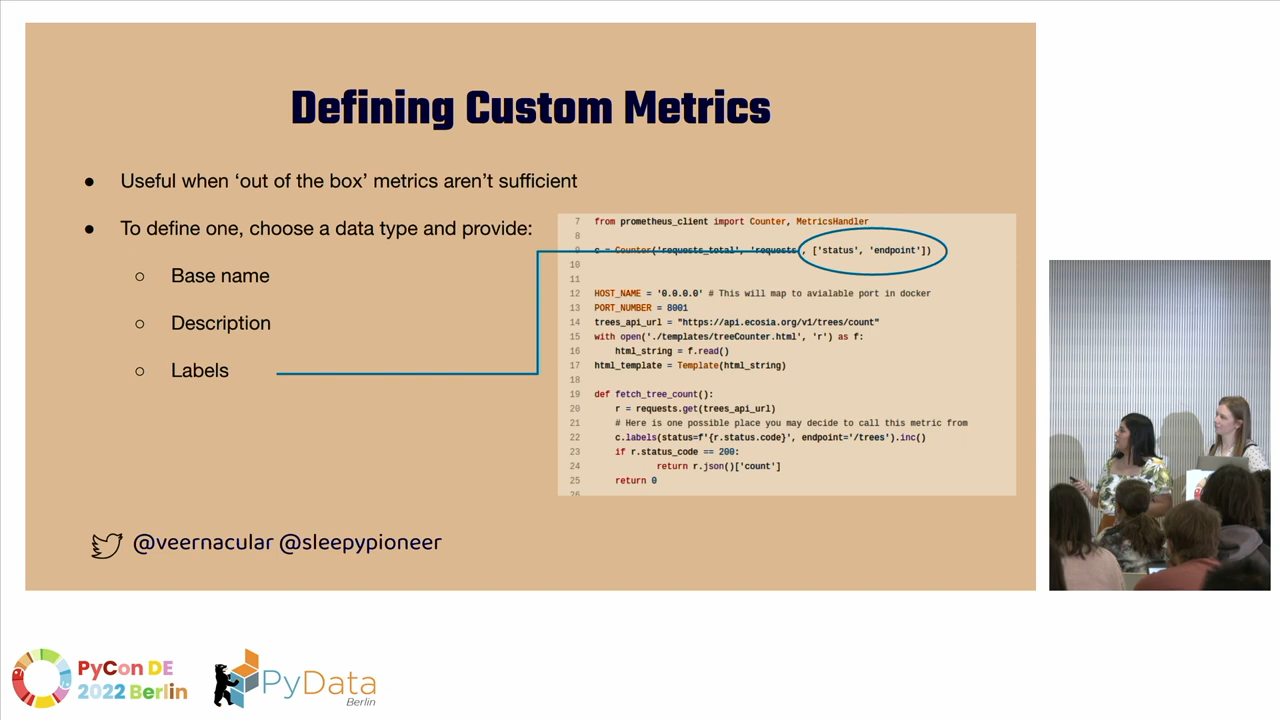 Defining Custom Metrics
● Useful when ‘out of the box’ metrics aren’t sufficient
● To define one, choose a data type and provide:
○ Base name
○ Description
○ Labels
7 from prometheus_client import Counter, MetricsHandler
8
9 c = Counter('requests_total', 'requests', ['status', 'endpoint'])
10
11
12 HOST_NAME = '0.0.0.0' # This will map to avialable port in docker
13 PORT_NUMBER = 8001
14 trees_api_url = "https://api.ecosia.org/v1/trees/count"
15 with open('./templates/treeCounter.html', 'r') as f:
16 html_string = f.read()
17 html_template = Template(html_string)
18
19 def fetch_tree_count():
20 r = requests.get(trees_api_url)
21 # Here is one possible place you may decide to call this metric from
22 c.labels(status=f'{r.status.code}', endpoint='/trees').inc()
23 if r.status_code == 200:
24 return r.json()['count']
25 return 0
26
@veernacular @sleepypioneer
PyCon DE
2022 Berlin
PyData
Berlin